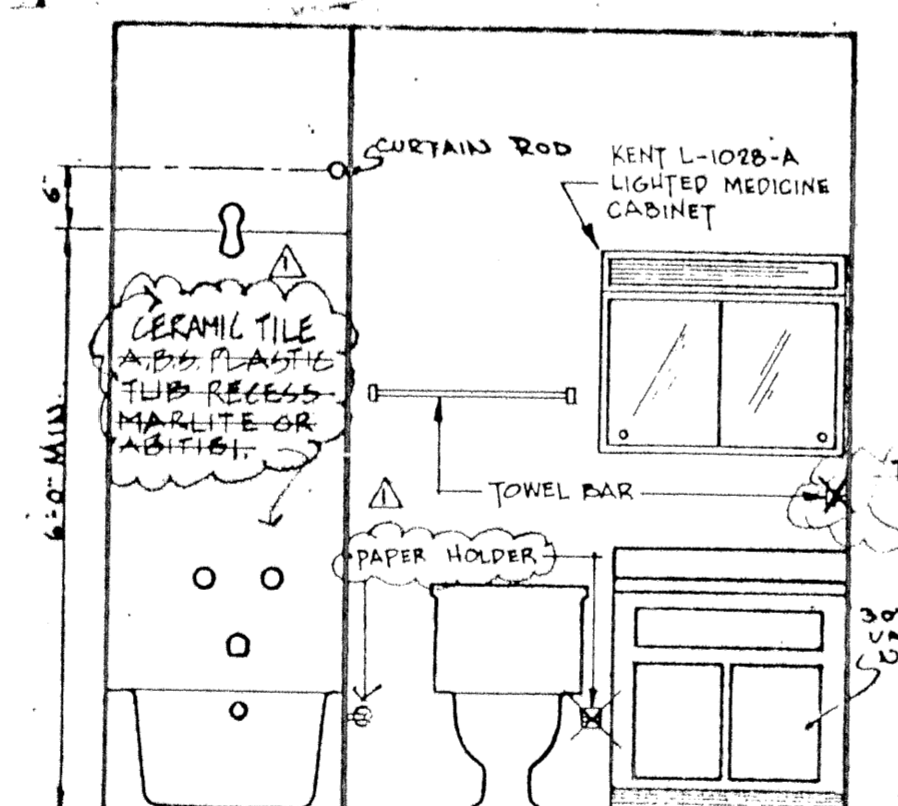 CURTAIN ROD
KENT L-1028-A
LIGHTED MEDICINE
CABINET
6"
1
CERAMIC TILE
A.B.S. PLASTIC
TUB RECESS
MARLITE OR
ABITIBI.
6'-0" MIN
TOWEL BAR
1
PAPER HOLDER
30"